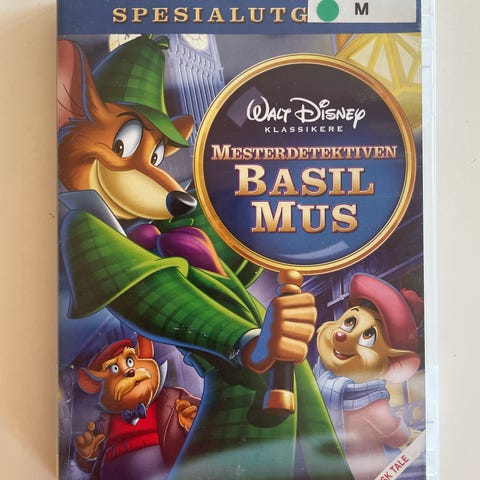 SPESIALUTG
M
WALT DISNEY
KLASSIKERE
MESTERDETEKTIVEN
BASIL
MUS
SK TALE